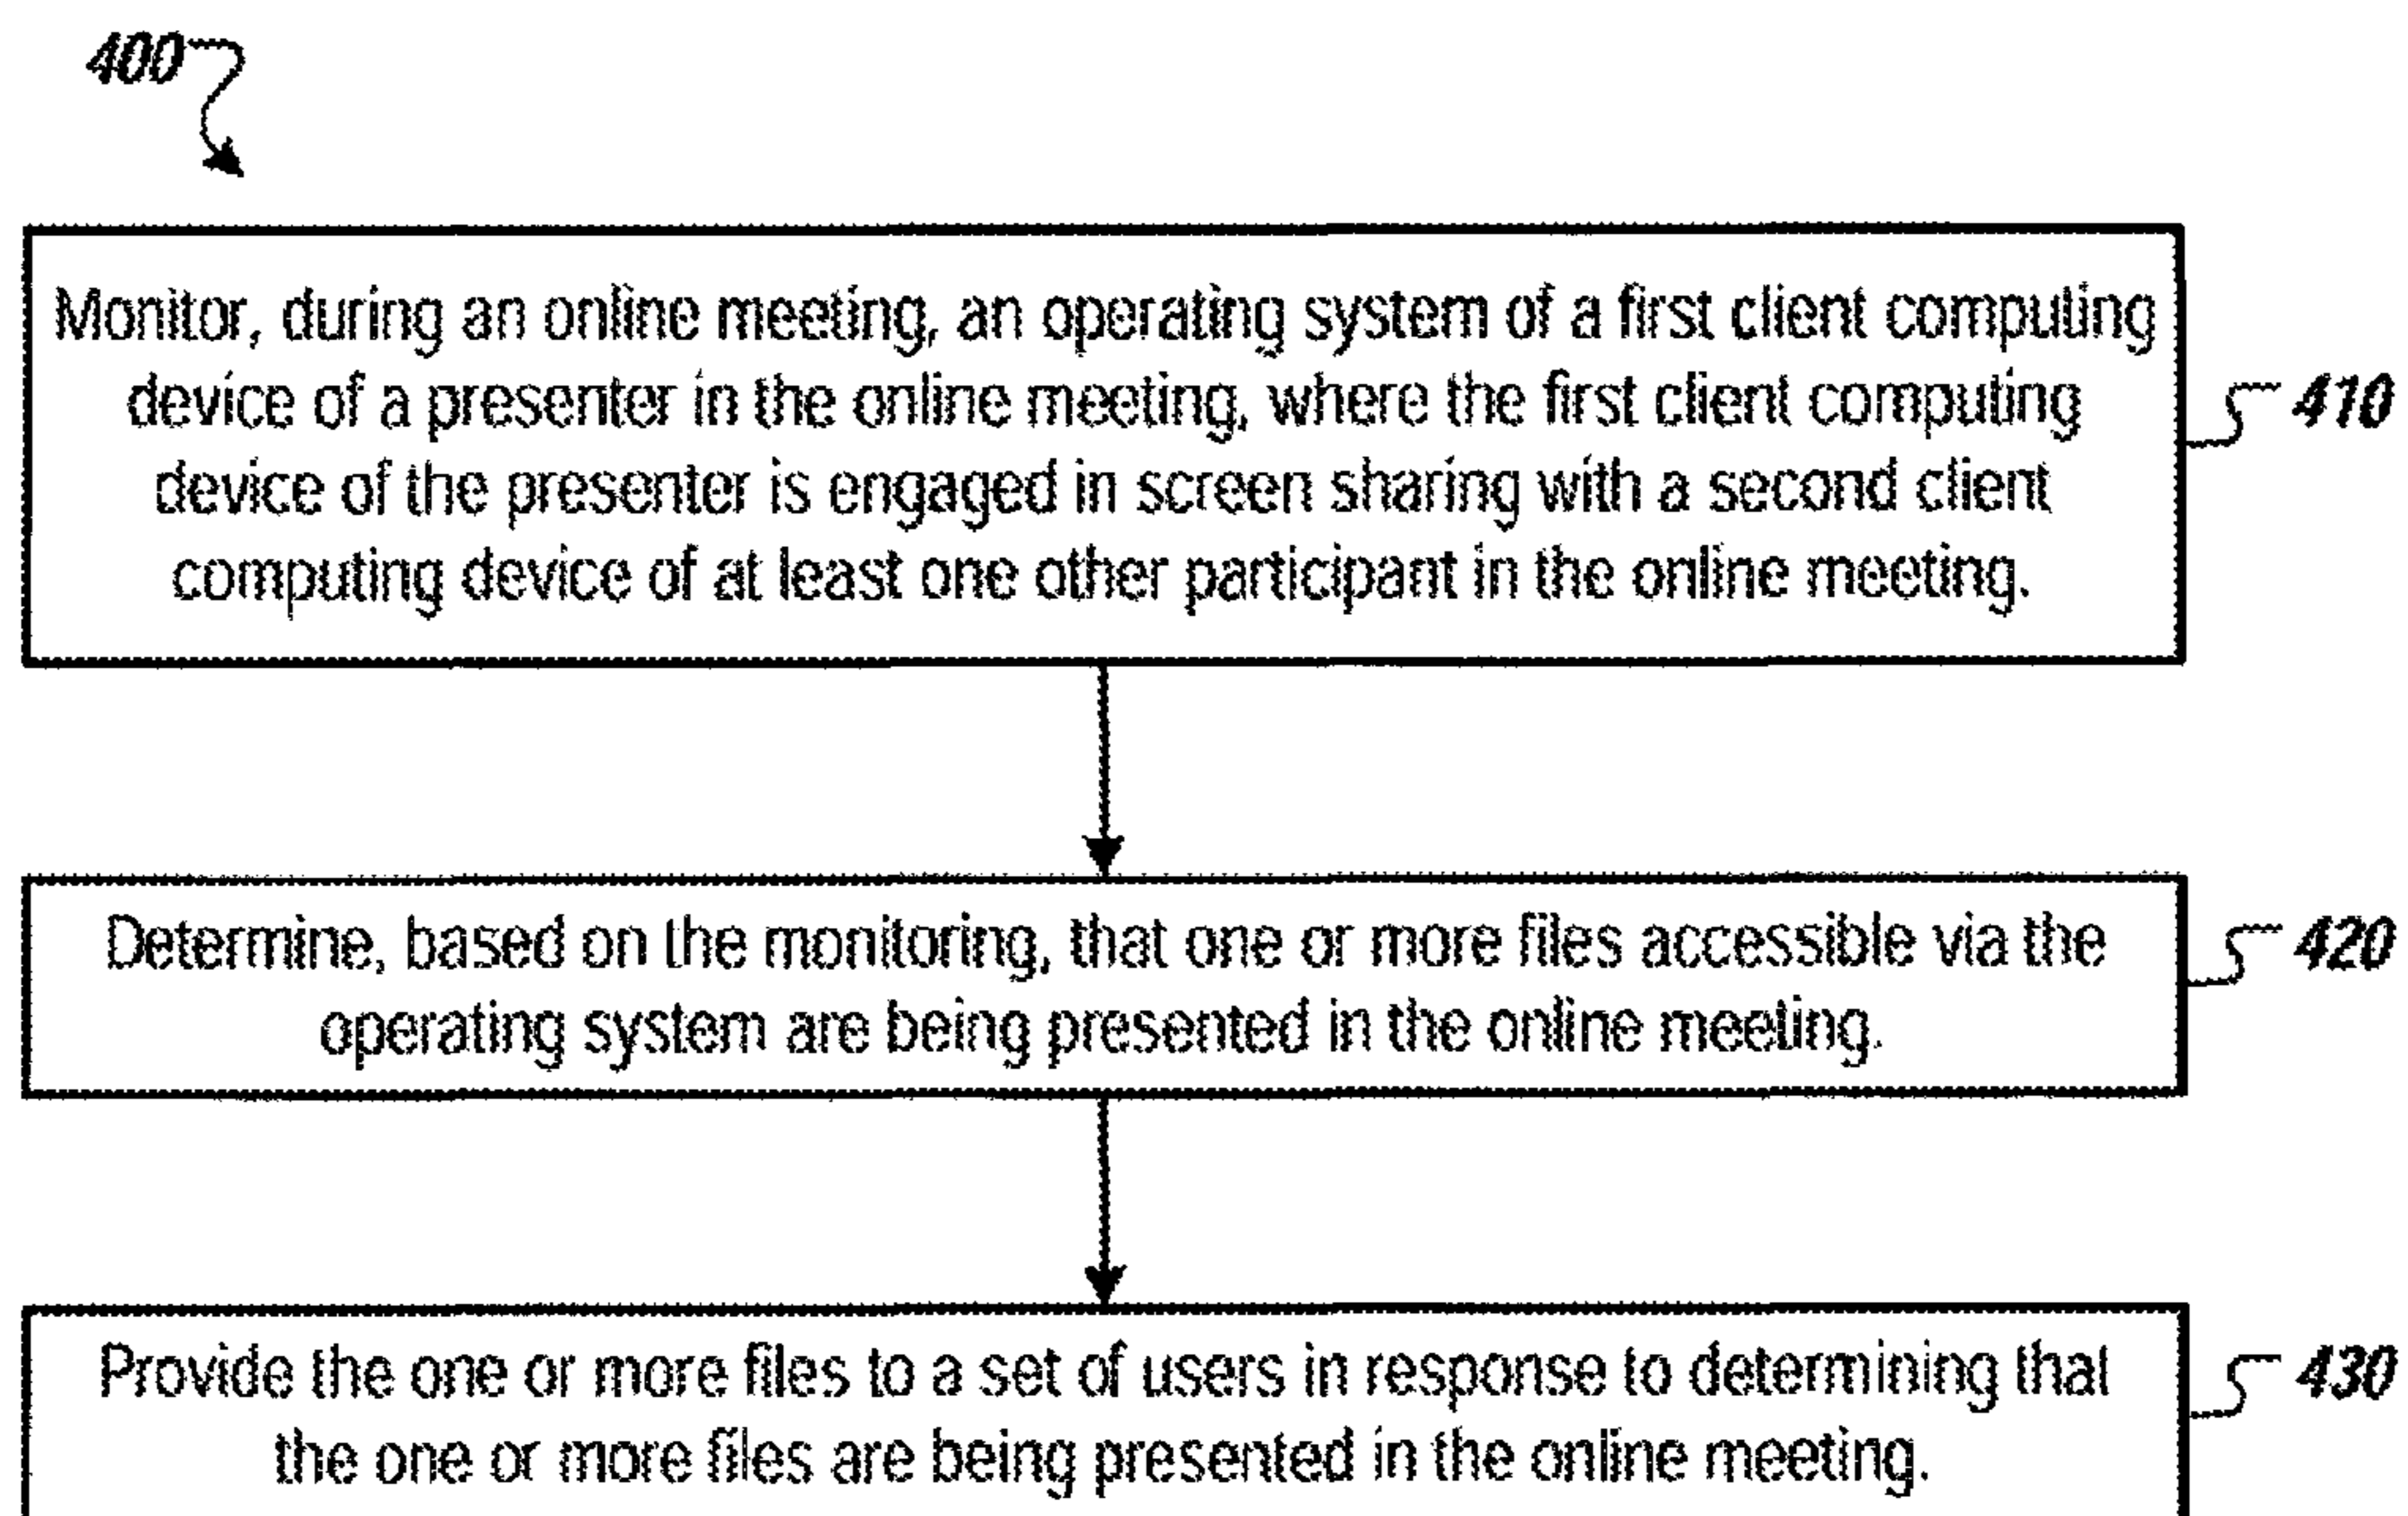 400
Monitor, during an online meeting, an operating system of a first client computing
device of a presenter in the online meeting, where the first client computing
device of the presenter is engaged in screen sharing with a second client
computing device of at least one other participant in the online meeting.
410
Determine, based on the monitoring, that one or more files accessible via the
operating system are being presented in the online meeting.
420
Provide the one or more files to a set of users in response to determining that
the one or more files are being presented in the online meeting.
430